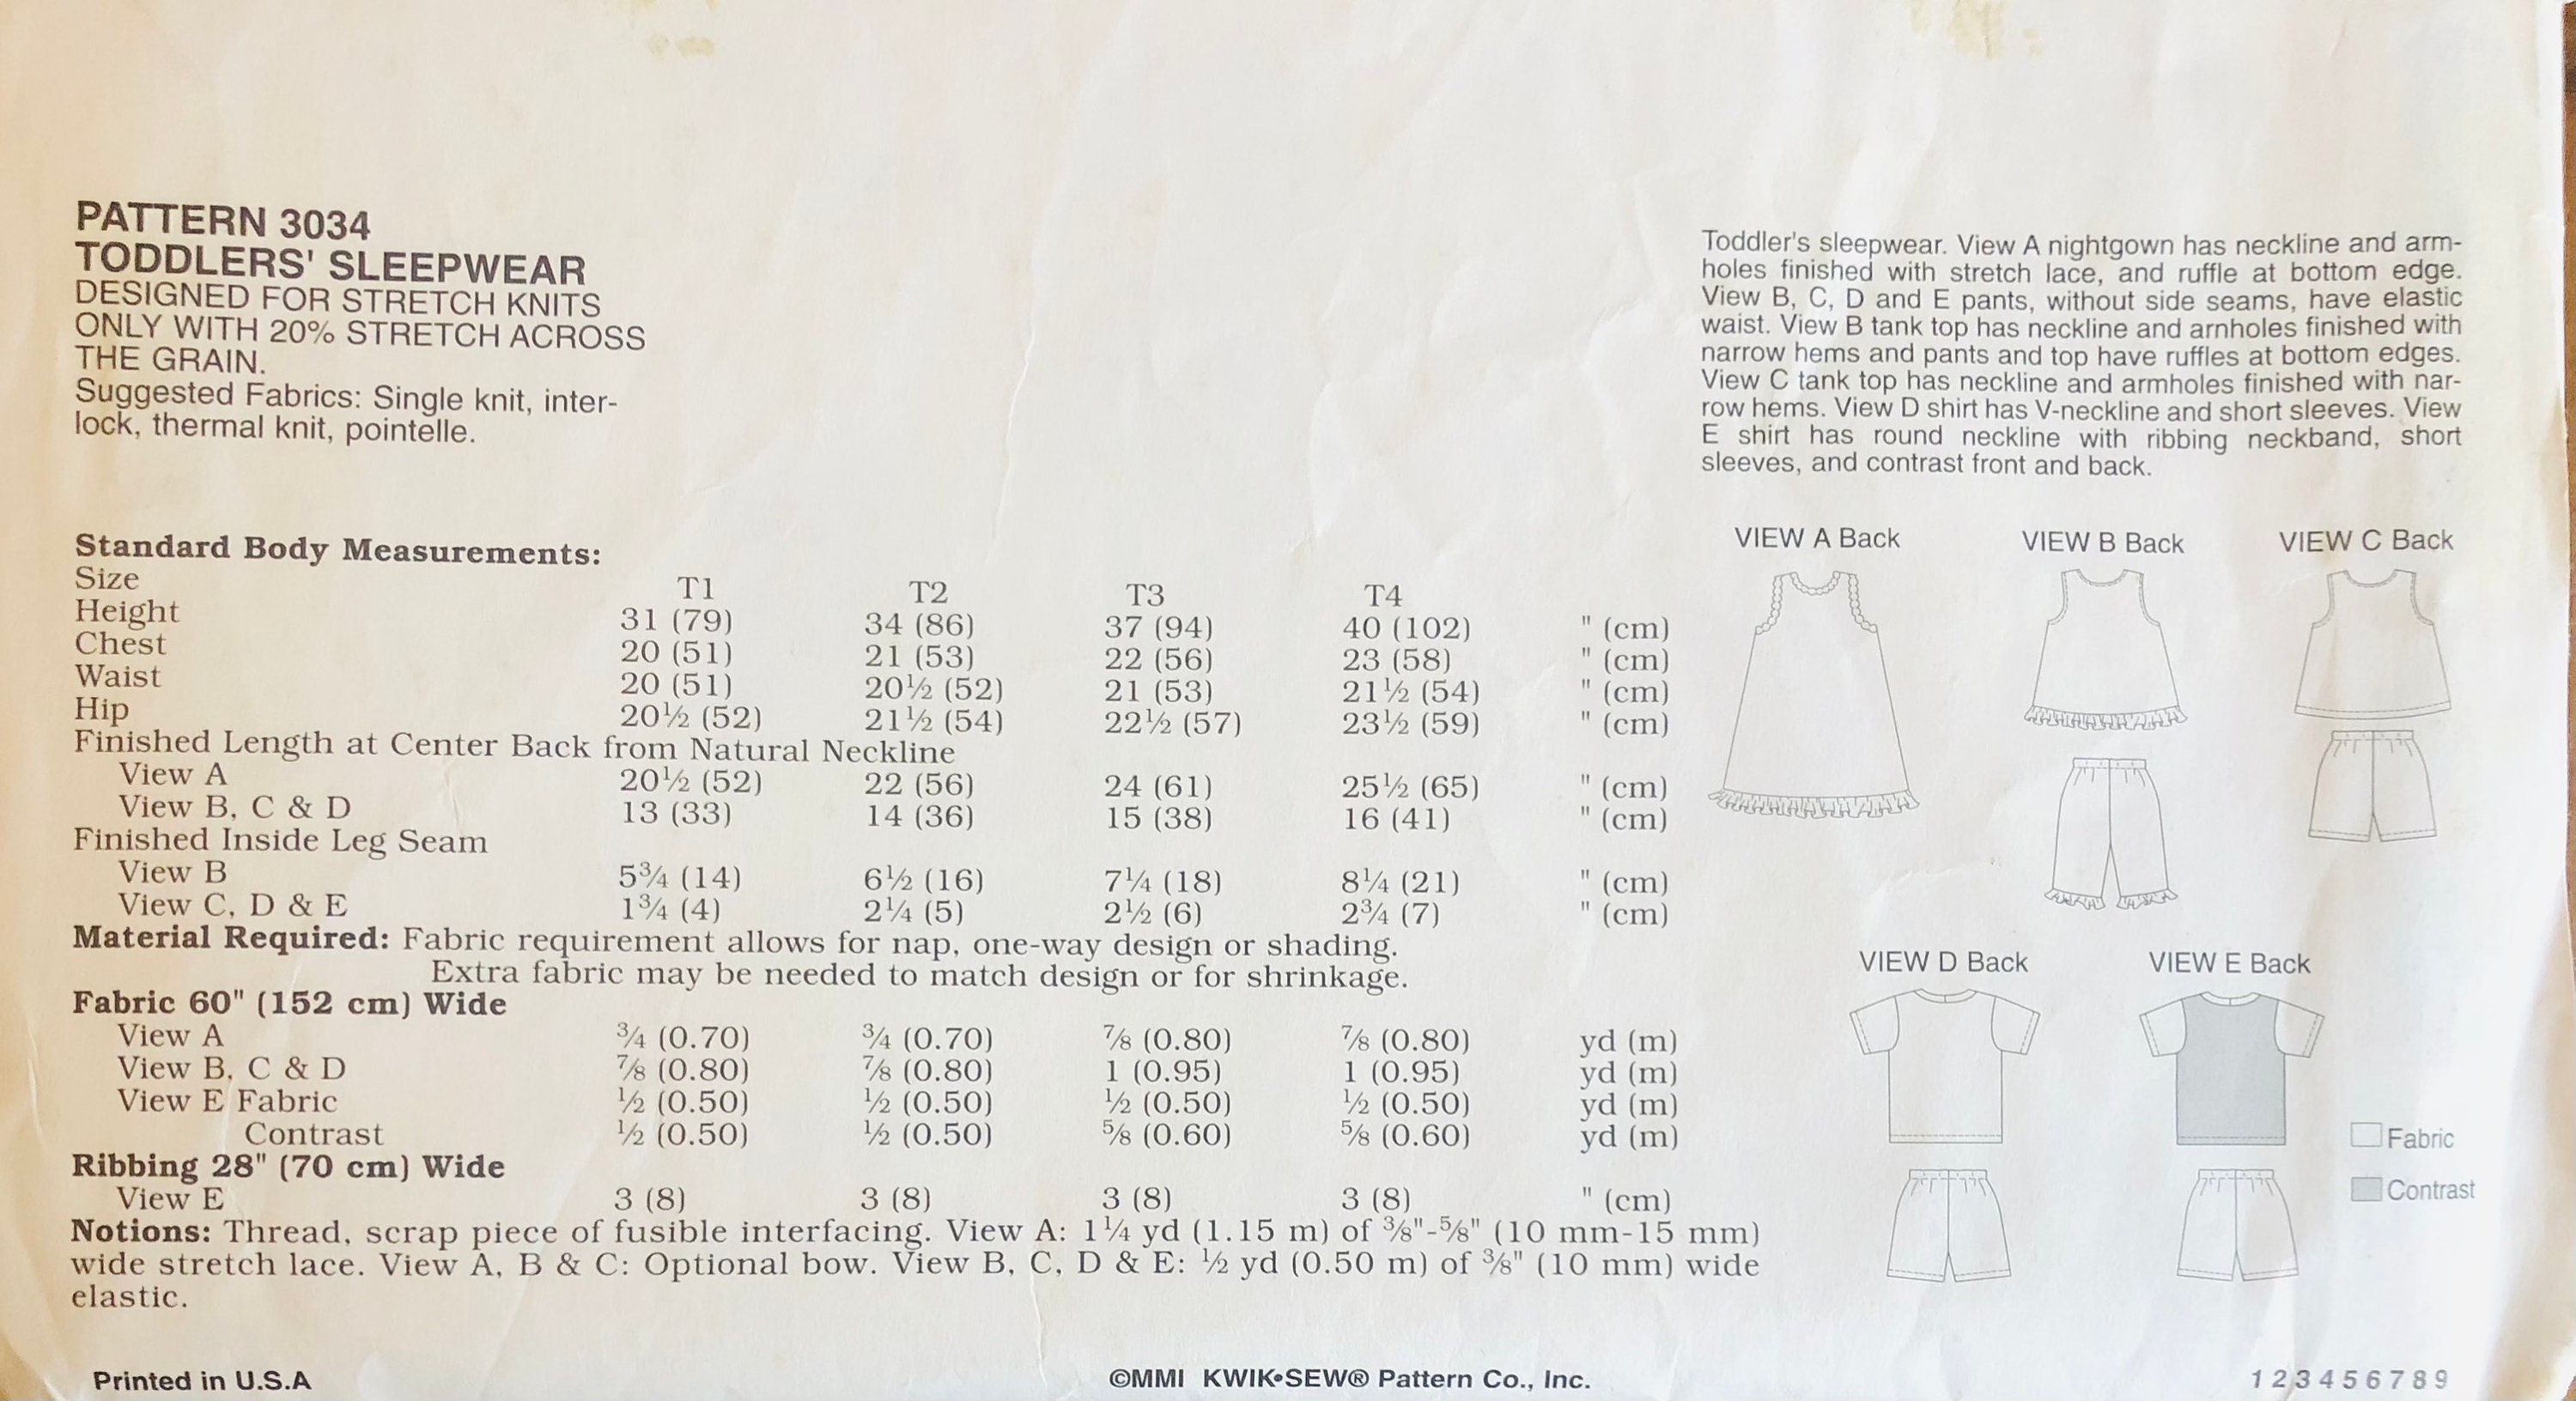 PATTERN 3034
TODDLERS' SLEEPWEAR
DESIGNED FOR STRETCH KNITS
ONLY WITH 20% STRETCH ACROSS
THE GRAIN.
Suggested Fabrics: Single knit, inter-
lock, thermal knit, pointelle.
Toddler's sleepwear. View A nightgown has neckline and arm-
holes finished with stretch lace, and ruffle at bottom edge.
View B, C, D and E pants, without side seams, have elastic
waist. View B tank top has neckline and arnholes finished with
narrow hems and pants and top have ruffles at bottom edges.
View C tank top has neckline and armholes finished with nar-
row hems. View D shirt has V-neckline and short sleeves. View
E shirt has round neckline with ribbing neckband, short
sleeves, and contrast front and back.
Standard Body Measurements:
Size T1 T2 T3 T4
Height 31 (79) 34 (86) 37 (94) 40 (102) " (cm)
Chest 20 (51) 21 (53) 22 (56) 23 (58) " (cm)
Waist 20 (51) 20½ (52) 21 (53) 21½ (54) " (cm)
Hip 20½ (52) 21½ (54) 22½ (57) 23½ (59) " (cm)
Finished Length at Center Back from Natural Neckline
View A 20½ (52) 22 (56) 24 (61) 25½ (65) " (cm)
View B, C & D 13 (33) 14 (36) 15 (38) 16 (41) " (cm)
Finished Inside Leg Seam
View B 5¾ (14) 6½ (16) 7¼ (18) 8¼ (21) " (cm)
View C, D & E 1¾ (4) 2¼ (5) 2½ (6) 2¾ (7) " (cm)
Material Required: Fabric requirement allows for nap, one-way design or shading.
Extra fabric may be needed to match design or for shrinkage.
Fabric 60" (152 cm) Wide
View A ¾ (0.70) ¾ (0.70) ⅞ (0.80) ⅞ (0.80) yd (m)
View B, C & D ⅞ (0.80) ⅞ (0.80) 1 (0.95) 1 (0.95) yd (m)
View E Fabric ½ (0.50) ½ (0.50) ½ (0.50) ½ (0.50) yd (m)
Contrast ½ (0.50) ½ (0.50) ⅝ (0.60) ⅝ (0.60) yd (m)
Ribbing 28" (70 cm) Wide
View E 3 (8) 3 (8) 3 (8) 3 (8) " (cm)
Notions: Thread, scrap piece of fusible interfacing. View A: 1¼ yd (1.15 m) of ⅜"-⅝" (10 mm-15 mm)
wide stretch lace. View A, B & C: Optional bow. View B, C, D & E: ½ yd (0.50 m) of ⅜" (10 mm) wide
elastic.
VIEW A Back VIEW B Back VIEW C Back
VIEW D Back VIEW E Back
Fabric
Contrast
Printed in U.S.A ©MMI KWIK•SEW® Pattern Co., Inc. 1 2 3 4 5 6 7 8 9